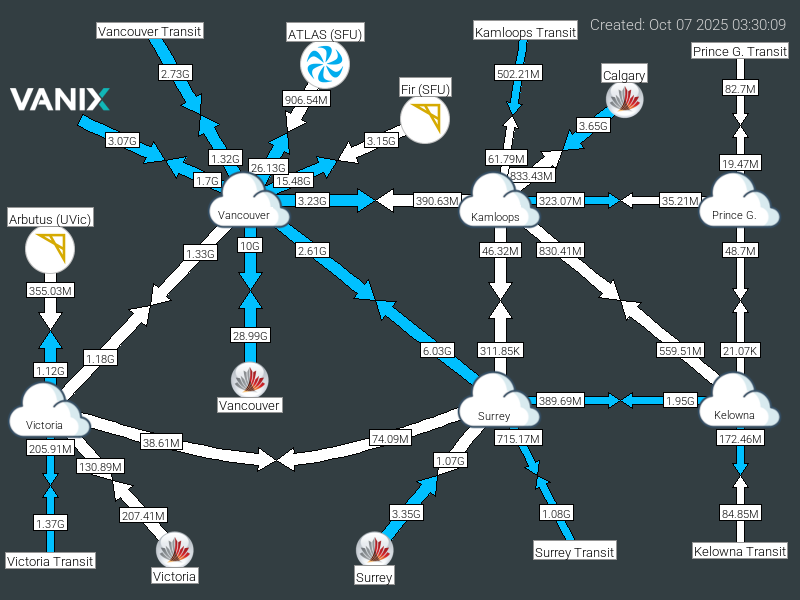 Created: Oct 07 2025 03:30:09
Vancouver Transit
ATLAS (SFU)
Kamloops Transit
Prince G. Transit
2.73G
502.21M
Calgary
82.7M
VANIX
906.54M
Fir (SFU)
3.65G
3.07G
3.15G
1.32G
61.79M
19.47M
26.13G
833.43M
1.7G
15.48G
3.23G
390.63M
323.07M
35.21M
Arbutus (UVic)
Vancouver
Kamloops
Prince G.
1.33G
10G
2.61G
46.32M
830.41M
48.7M
355.03M
28.99G
1.18G
6.03G
311.85K
559.51M
21.07K
1.12G
Vancouver
389.69M
1.95G
Victoria
Surrey
Kelowna
205.91M
38.61M
74.09M
715.17M
172.46M
130.89M
1.07G
1.37G
207.41M
3.35G
1.08G
84.85M
Victoria Transit
Victoria
Surrey
Surrey Transit
Kelowna Transit